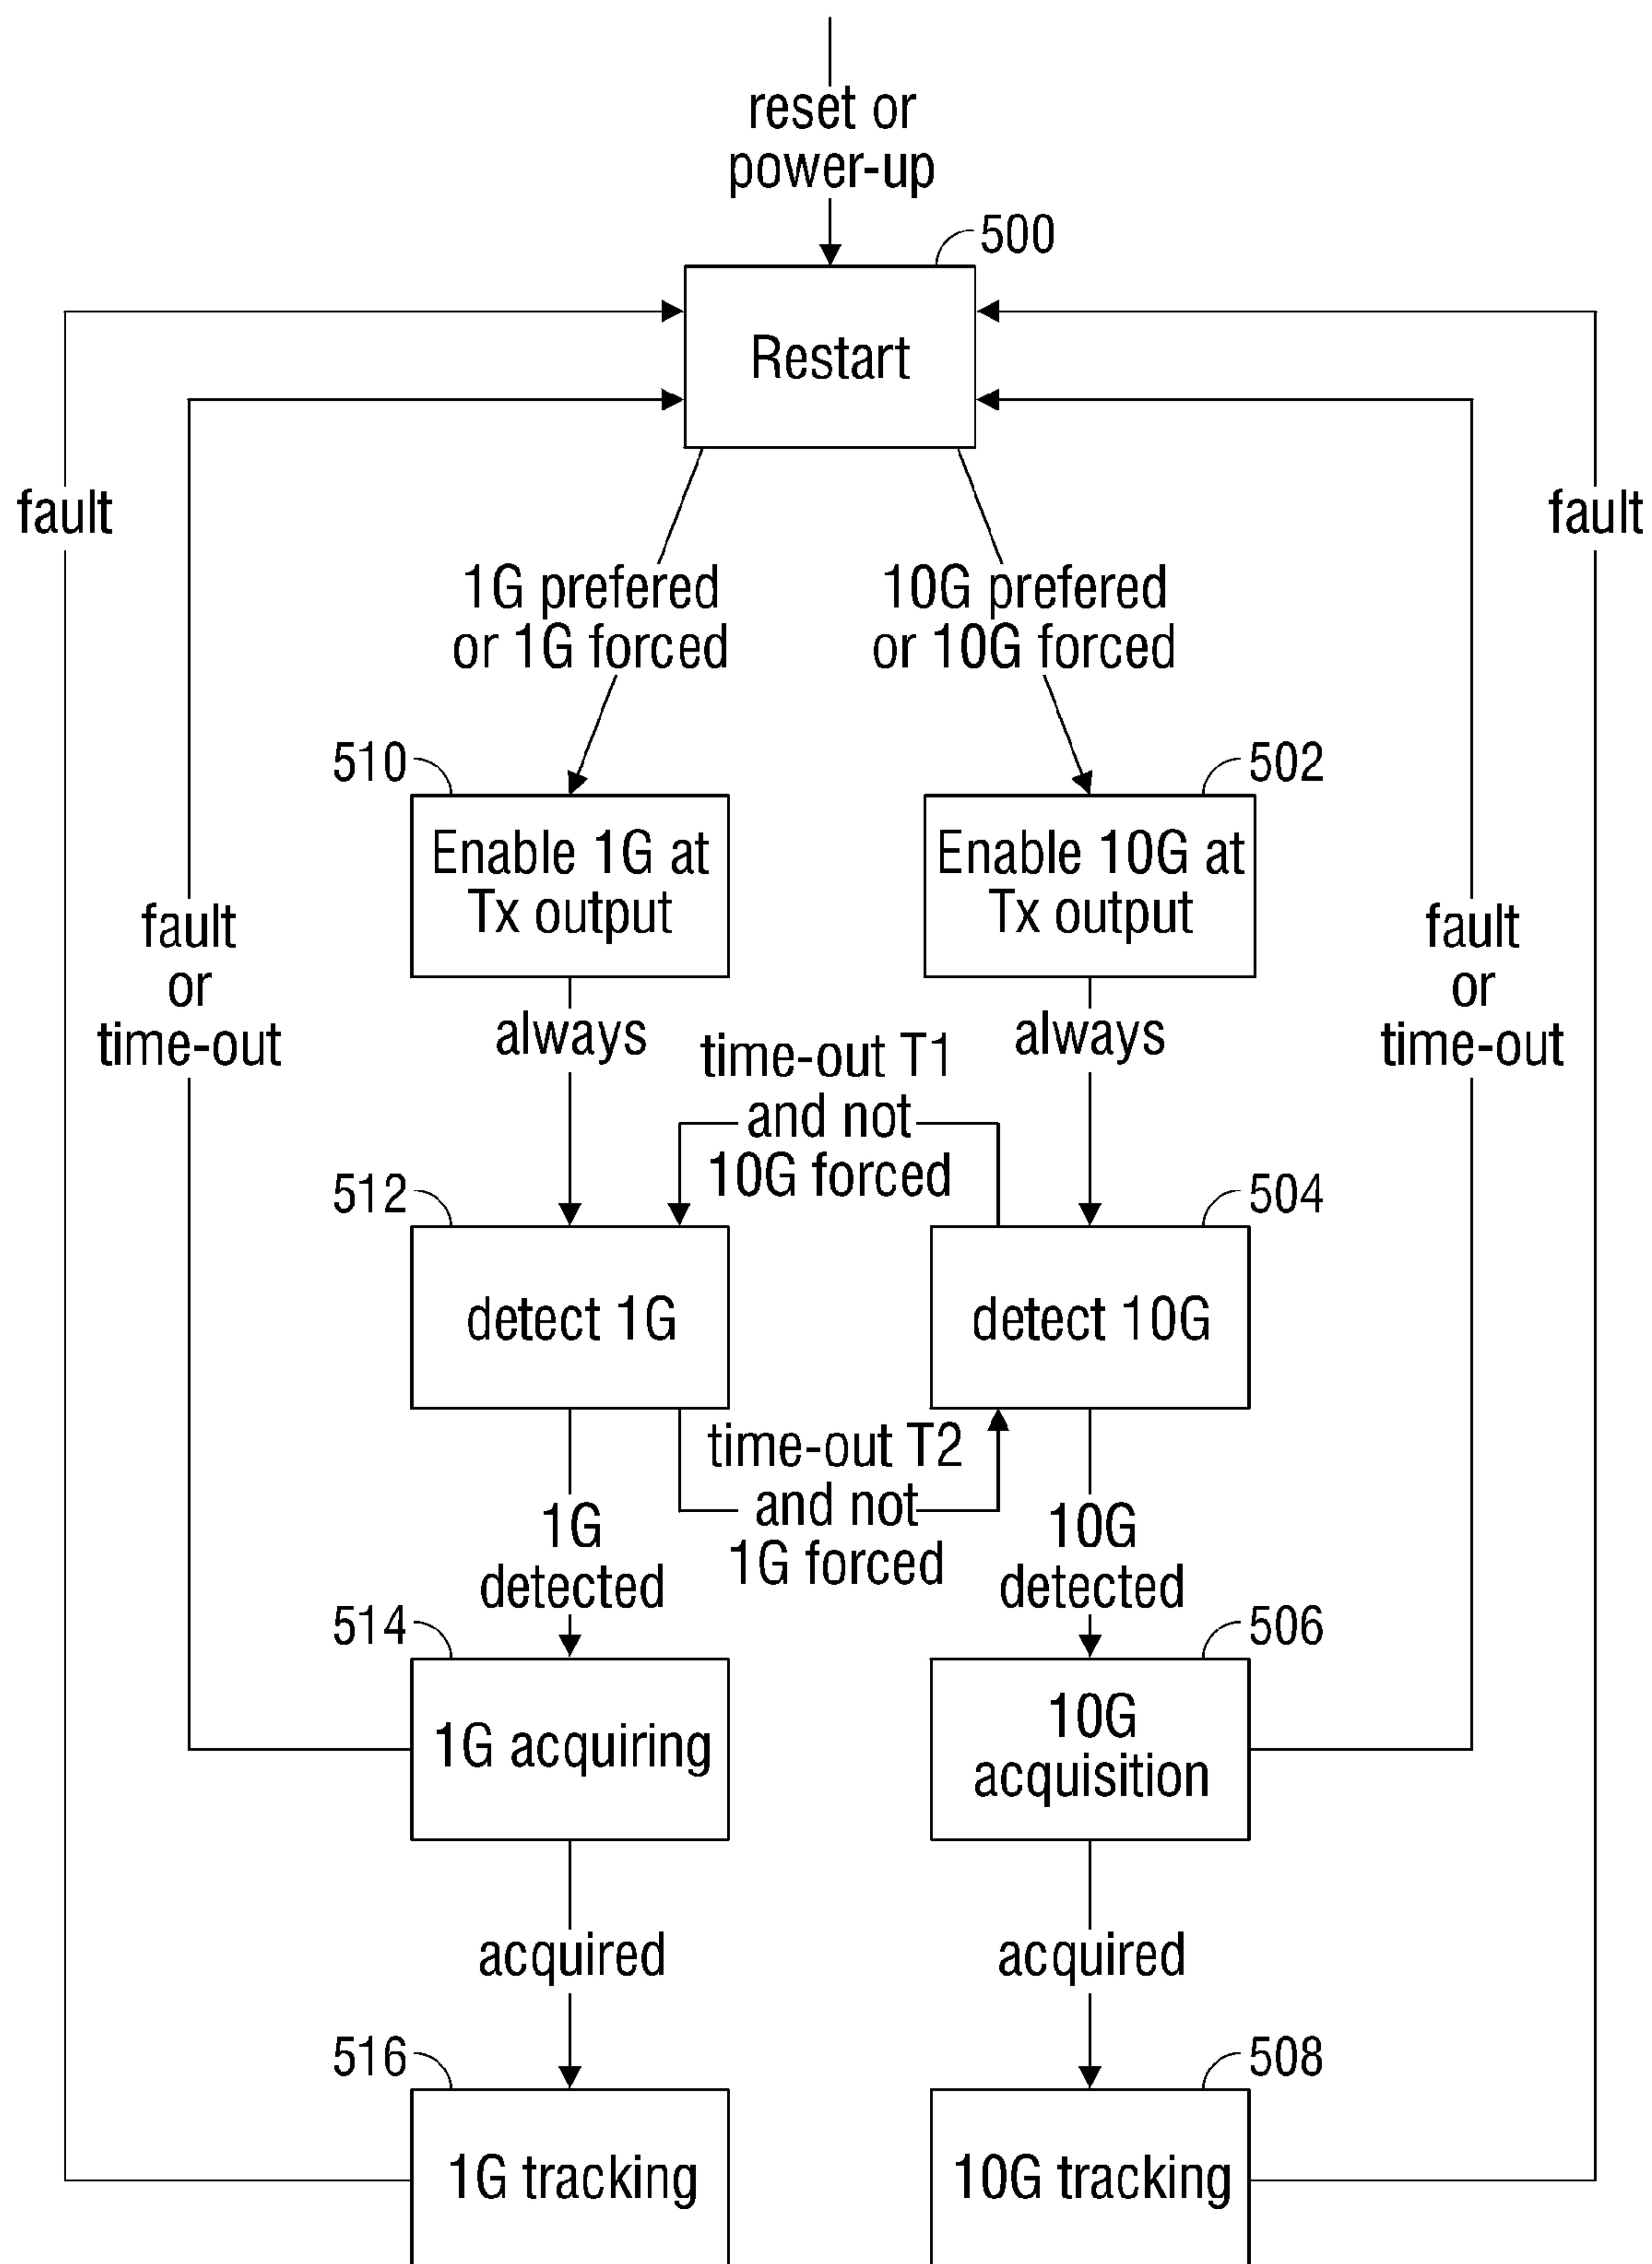 reset or
power-up
500
Restart
fault
fault
1G prefered
or 1G forced
10G prefered
or 10G forced
510
502
Enable 1G at
Tx output
Enable 10G at
Tx output
fault
or
time-out
fault
or
time-out
always
always
time-out T1
and not
10G forced
512
504
detect 1G
detect 10G
time-out T2
and not
1G forced
1G
detected
10G
detected
514
506
1G acquiring
10G
acquisition
acquired
acquired
516
508
1G tracking
10G tracking